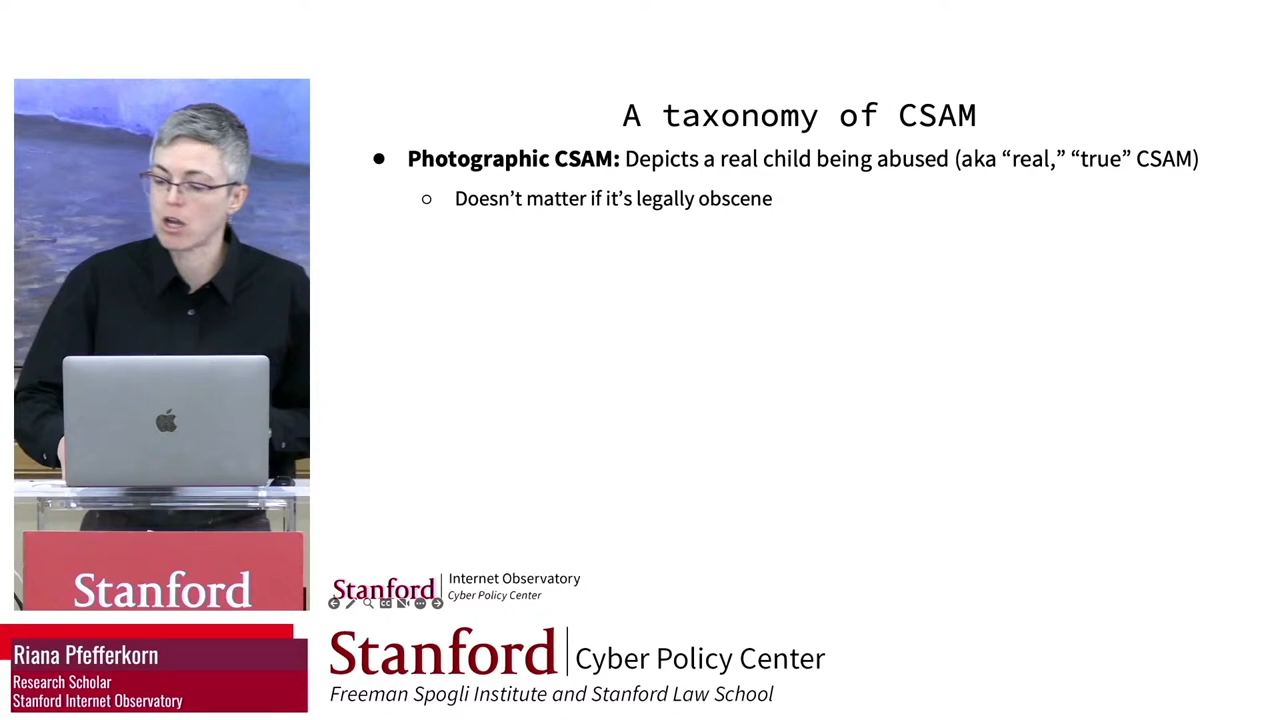 A taxonomy of CSAM
● Photographic CSAM: Depicts a real child being abused (aka “real,” “true” CSAM)
○ Doesn’t matter if it’s legally obscene
Stanford
Stanford | Internet Observatory
Cyber Policy Center
Riana Pfefferkorn
Research Scholar
Stanford Internet Observatory
Stanford | Cyber Policy Center
Freeman Spogli Institute and Stanford Law School